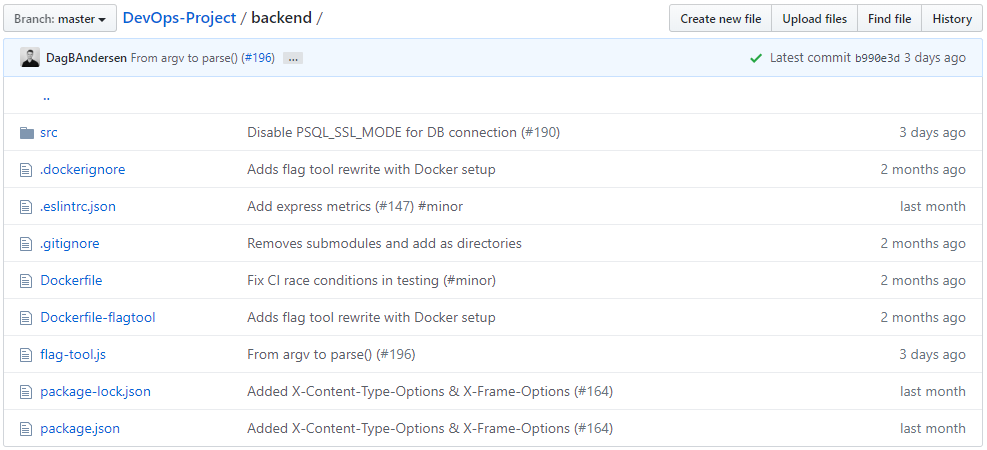 Branch: master DevOps-Project / backend / Create new file Upload files Find file History
DagBAndersen From argv to parse() (#196) ... Latest commit b990e3d 3 days ago
..
src Disable PSQL_SSL_MODE for DB connection (#190) 3 days ago
.dockerignore Adds flag tool rewrite with Docker setup 2 months ago
.eslintrc.json Add express metrics (#147) #minor last month
.gitignore Removes submodules and add as directories 2 months ago
Dockerfile Fix CI race conditions in testing (#minor) 2 months ago
Dockerfile-flagtool Adds flag tool rewrite with Docker setup 2 months ago
flag-tool.js From argv to parse() (#196) 3 days ago
package-lock.json Added X-Content-Type-Options & X-Frame-Options (#164) last month
package.json Added X-Content-Type-Options & X-Frame-Options (#164) last month